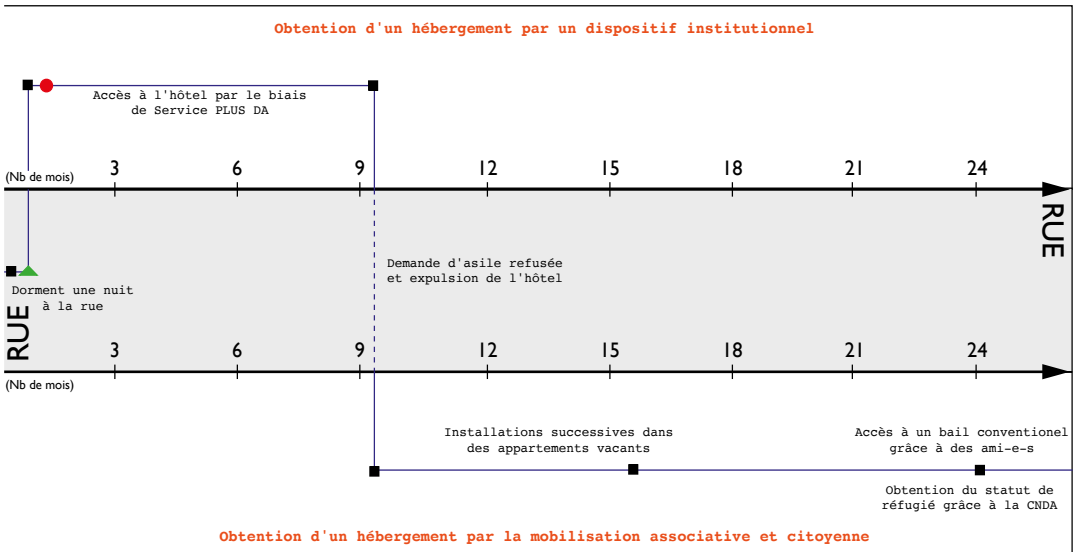 Obtention d'un hébergement par un dispositif institutionnel
Accès à l'hôtel par le biais
de Service PLUS DA
(Nb de mois)
3 6 9 12 15 18 21 24
RUE
Demande d'asile refusée
et expulsion de l'hôtel
Dorment une nuit
à la rue
RUE
3 6 9 12 15 18 21 24
(Nb de mois)
Installations successives dans
des appartements vacants
Accès à un bail conventionel
grâce à des ami-e-s
Obtention du statut de
réfugié grâce à la CNDA
Obtention d'un hébergement par la mobilisation associative et citoyenne